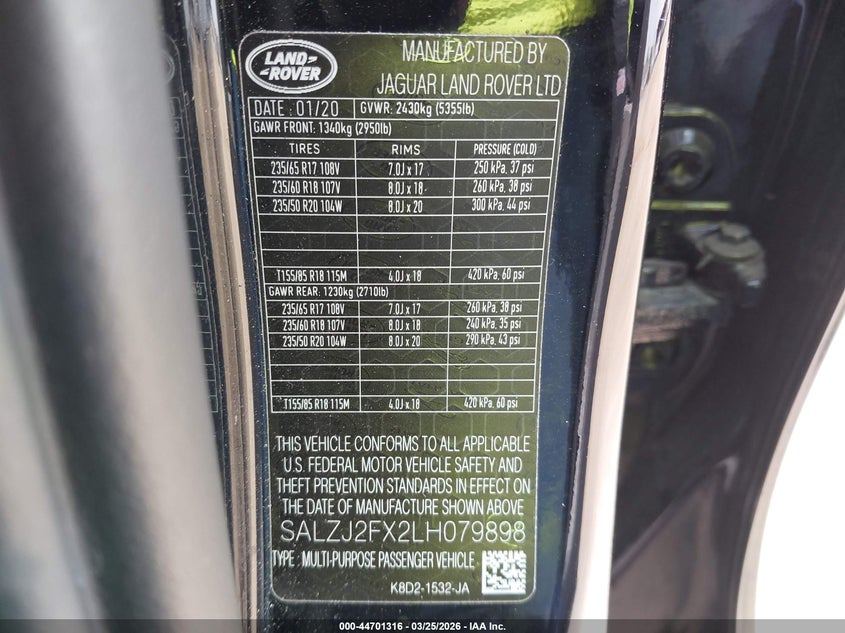 LAND-
-ROVER
MANUFACTURED BY
JAGUAR LAND ROVER LTD
DATE : 01/20 GVWR: 2430kg (5355lb)
GAWR FRONT: 1340kg (2950lb)
TIRES RIMS PRESSURE (COLD)
235/65 R17 108V 7.0J x 17 250 kPa, 37 psi
235/60 R18 107V 8.0J x 18 260 kPa, 38 psi
235/50 R20 104W 8.0J x 20 300 kPa, 44 psi
T155/85 R18 115M 4.0J x 18 420 kPa, 60 psi
GAWR REAR: 1230kg (2710lb)
235/65 R17 108V 7.0J x 17 260 kPa, 38 psi
235/60 R18 107V 8.0J x 18 240 kPa, 35 psi
235/50 R20 104W 8.0J x 20 290 kPa, 43 psi
T155/85 R18 115M 4.0J x 18 420 kPa, 60 psi
THIS VEHICLE CONFORMS TO ALL APPLICABLE
U.S. FEDERAL MOTOR VEHICLE SAFETY AND
THEFT PREVENTION STANDARDS IN EFFECT ON
THE DATE OF MANUFACTURE SHOWN ABOVE
SALZJ2FX2LH079898
TYPE : MULTI-PURPOSE PASSENGER VEHICLE
K8D2-1532-JA
000-44701316 - 03/25/2026 - IAA Inc.